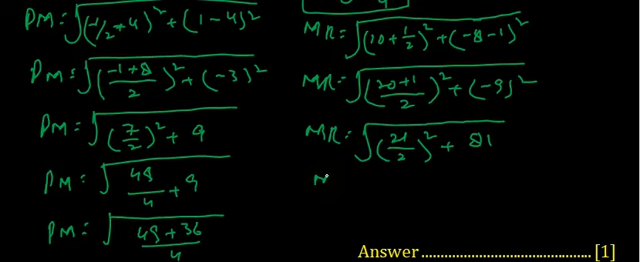 PM = √(-1/2 + 4)² + (1 - 4)²
PM = √((-1 + 8)/2)² + (-3)²
PM = √(7/2)² + 9
PM = √49/4 + 9
PM = √(49 + 36)/4
MR = √(10 + 1/2)² + (-8 - 1)²
MR = √((20 + 1)/2)² + (-9)²
MR = √(21/2)² + 81
Answer ............................................ [1]